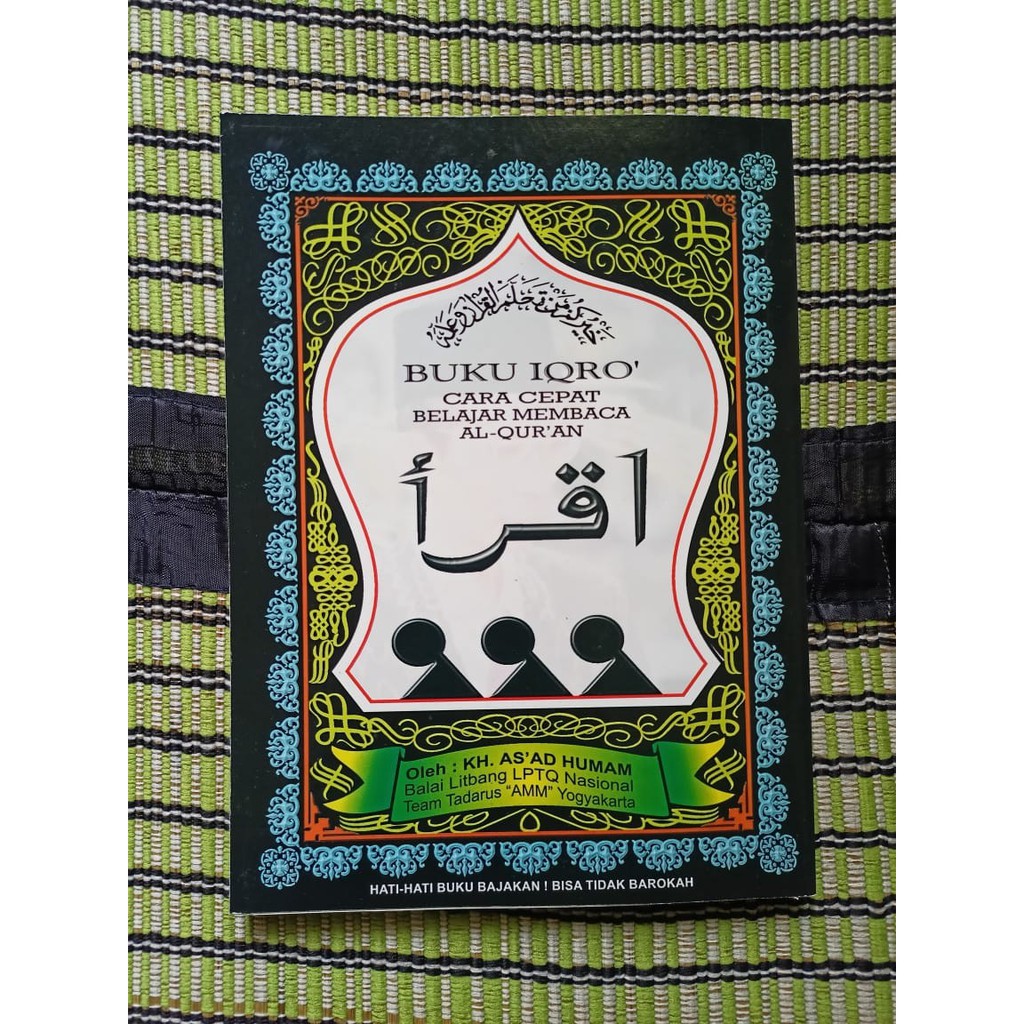 خيركم من تعلم القرآن وعلمه
BUKU IQRO'
CARA CEPAT
BELAJAR MEMBACA
AL-QUR'AN
اقرأ
Oleh : KH. AS'AD HUMAM
Balai Litbang LPTQ Nasional
Team Tadarus "AMM" Yogyakarta
HATI-HATI BUKU BAJAKAN ! BISA TIDAK BAROKAH